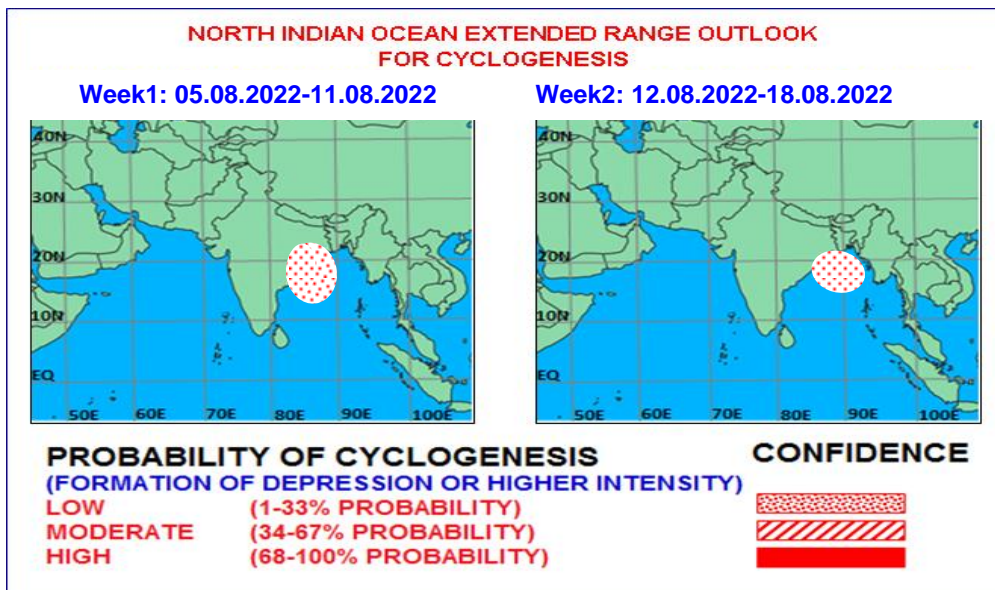 NORTH INDIAN OCEAN EXTENDED RANGE OUTLOOK
FOR CYCLOGENESIS
Week1: 05.08.2022-11.08.2022
Week2: 12.08.2022-18.08.2022
40N
30N
20N
10N
EQ
50E 60E 70E 80E 90E 100E
40N
30N
20N
10N
EQ
50E 60E 70E 80E 90E 100E
PROBABILITY OF CYCLOGENESIS
CONFIDENCE
(FORMATION OF DEPRESSION OR HIGHER INTENSITY)
LOW (1-33% PROBABILITY)
MODERATE (34-67% PROBABILITY)
HIGH (68-100% PROBABILITY)